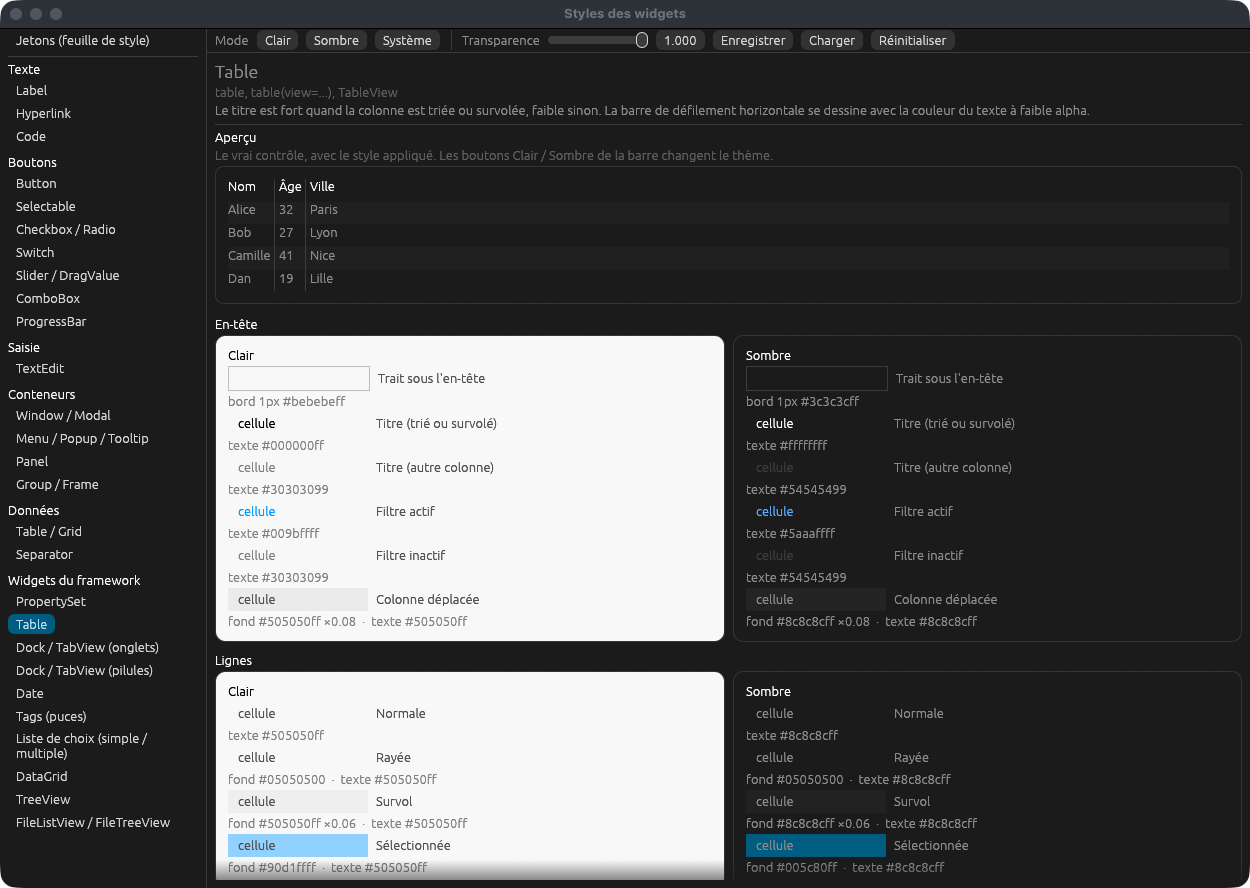 Styles des widgets
Jetons (feuille de style)
Texte
Label
Hyperlink
Code
Boutons
Button
Selectable
Checkbox / Radio
Switch
Slider / DragValue
ComboBox
ProgressBar
Saisie
TextEdit
Conteneurs
Window / Modal
Menu / Popup / Tooltip
Panel
Group / Frame
Données
Table / Grid
Separator
Widgets du framework
PropertySet
Table
Dock / TabView (onglets)
Dock / TabView (pilules)
Date
Tags (puces)
Liste de choix (simple /
multiple)
DataGrid
TreeView
FileListView / FileTreeView
Mode Clair Sombre Système Transparence 1.000 Enregistrer Charger Réinitialiser
Table
table, table(view=...), TableView
Le titre est fort quand la colonne est triée ou survolée, faible sinon. La barre de défilement horizontale se dessine avec la couleur du texte à faible alpha.
Aperçu
Le vrai contrôle, avec le style appliqué. Les boutons Clair / Sombre de la barre changent le thème.
Nom Âge Ville
Alice 32 Paris
Bob 27 Lyon
Camille 41 Nice
Dan 19 Lille
En-tête
Clair
Trait sous l'en-tête
bord 1px #bebebeff
cellule Titre (trié ou survolé)
texte #000000ff
cellule Titre (autre colonne)
texte #30303099
cellule Filtre actif
texte #009bffff
cellule Filtre inactif
texte #30303099
cellule Colonne déplacée
fond #505050ff ×0.08 · texte #505050ff
Sombre
Trait sous l'en-tête
bord 1px #3c3c3cff
cellule Titre (trié ou survolé)
texte #ffffffff
cellule Titre (autre colonne)
texte #54545499
cellule Filtre actif
texte #5aaaffff
cellule Filtre inactif
texte #54545499
cellule Colonne déplacée
fond #8c8c8cff ×0.08 · texte #8c8c8cff
Lignes
Clair
cellule Normale
texte #505050ff
cellule Rayée
fond #05050500 · texte #505050ff
cellule Survol
fond #505050ff ×0.06 · texte #505050ff
cellule Sélectionnée
fond #90d1ffff · texte #505050ff
Sombre
cellule Normale
texte #8c8c8cff
cellule Rayée
fond #05050500 · texte #8c8c8cff
cellule Survol
fond #8c8c8cff ×0.06 · texte #8c8c8cff
cellule Sélectionnée
fond #005c80ff · texte #8c8c8cff